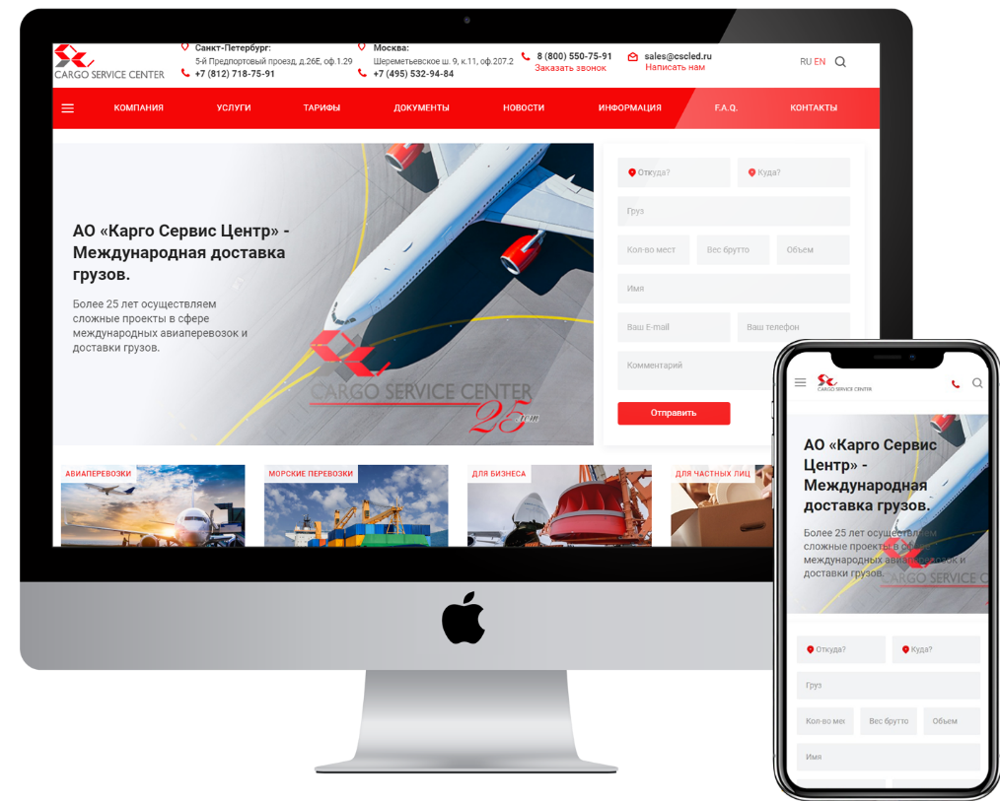 CARGO SERVICE CENTER
Санкт-Петербург:
5-й Предпортовый проезд, д.26Е, оф.1.29
+7 (812) 718-75-91
Москва:
Шереметьевское ш. 9, к.11, оф.207.2
+7 (495) 532-94-84
8 (800) 550-75-91
Заказать звонок
sales@cscled.ru
Написать нам
RU EN
КОМПАНИЯ УСЛУГИ ТАРИФЫ ДОКУМЕНТЫ НОВОСТИ ИНФОРМАЦИЯ F.A.Q. КОНТАКТЫ
АО «Карго Сервис Центр» -
Международная доставка
грузов.
Более 25 лет осуществляем
сложные проекты в сфере
международных авиаперевозок и
доставки грузов.
CARGO SERVICE CENTER
25 лет
Откуда? Куда?
Груз
Кол-во мест Вес брутто Объем
Имя
Ваш E-mail Ваш телефон
Комментарий
Отправить
АВИАПЕРЕВОЗКИ
МОРСКИЕ ПЕРЕВОЗКИ
ДЛЯ БИЗНЕСА
ДЛЯ ЧАСТНЫХ ЛИЦ
CARGO SERVICE CENTER
АО «Карго Сервис
Центр» -
Международная
доставка грузов.
Более 25 лет осуществляем
сложные проекты в сфере
международных авиаперевозок и
доставки грузов.
CARGO SERVICE C
Откуда? Куда?
Груз
Кол-во мес Вес брутто Объем
Имя